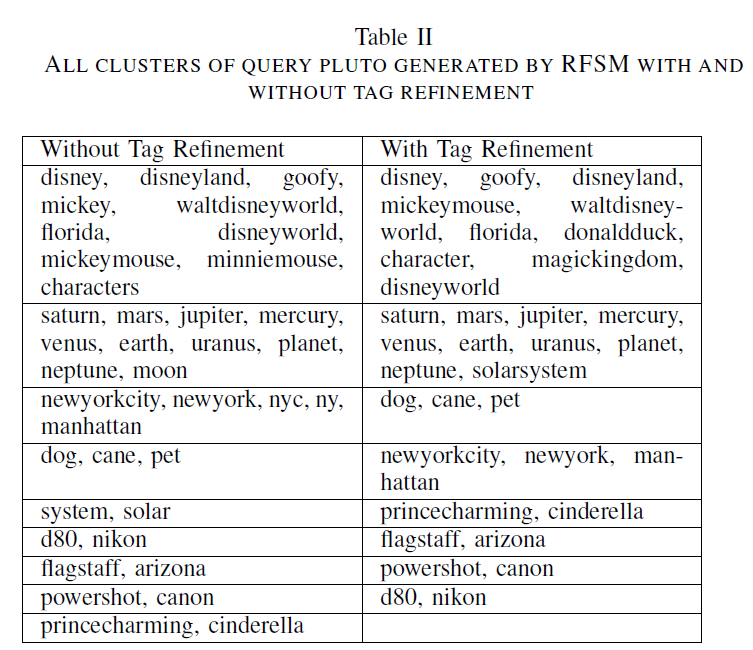 Table II
ALL CLUSTERS OF QUERY PLUTO GENERATED BY RFSM WITH AND
WITHOUT TAG REFINEMENT
Without Tag Refinement
With Tag Refinement
disney, disneyland, goofy,
mickey, waltdisneyworld,
florida, disneyworld,
mickeymouse, minniemouse,
characters
disney, goofy, disneyland,
mickeymouse, waltdisney-
world, florida, donaldduck,
character, magickingdom,
disneyworld
saturn, mars, jupiter, mercury,
venus, earth, uranus, planet,
neptune, moon
saturn, mars, jupiter, mercury,
venus, earth, uranus, planet,
neptune, solarsystem
newyorkcity, newyork, nyc, ny,
manhattan
dog, cane, pet
dog, cane, pet
newyorkcity, newyork, man-
hattan
system, solar
princecharming, cinderella
d80, nikon
flagstaff, arizona
flagstaff, arizona
powershot, canon
powershot, canon
d80, nikon
princecharming, cinderella